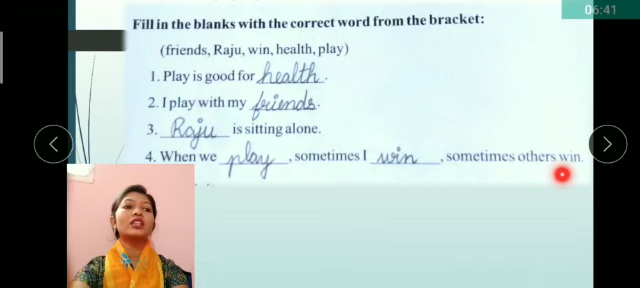 06:41
Fill in the blanks with the correct word from the bracket:
(friends, Raju, win, health, play)
1. Play is good for health.
2. I play with my friends.
3. Raju is sitting alone.
4. When we play, sometimes I win, sometimes others win.